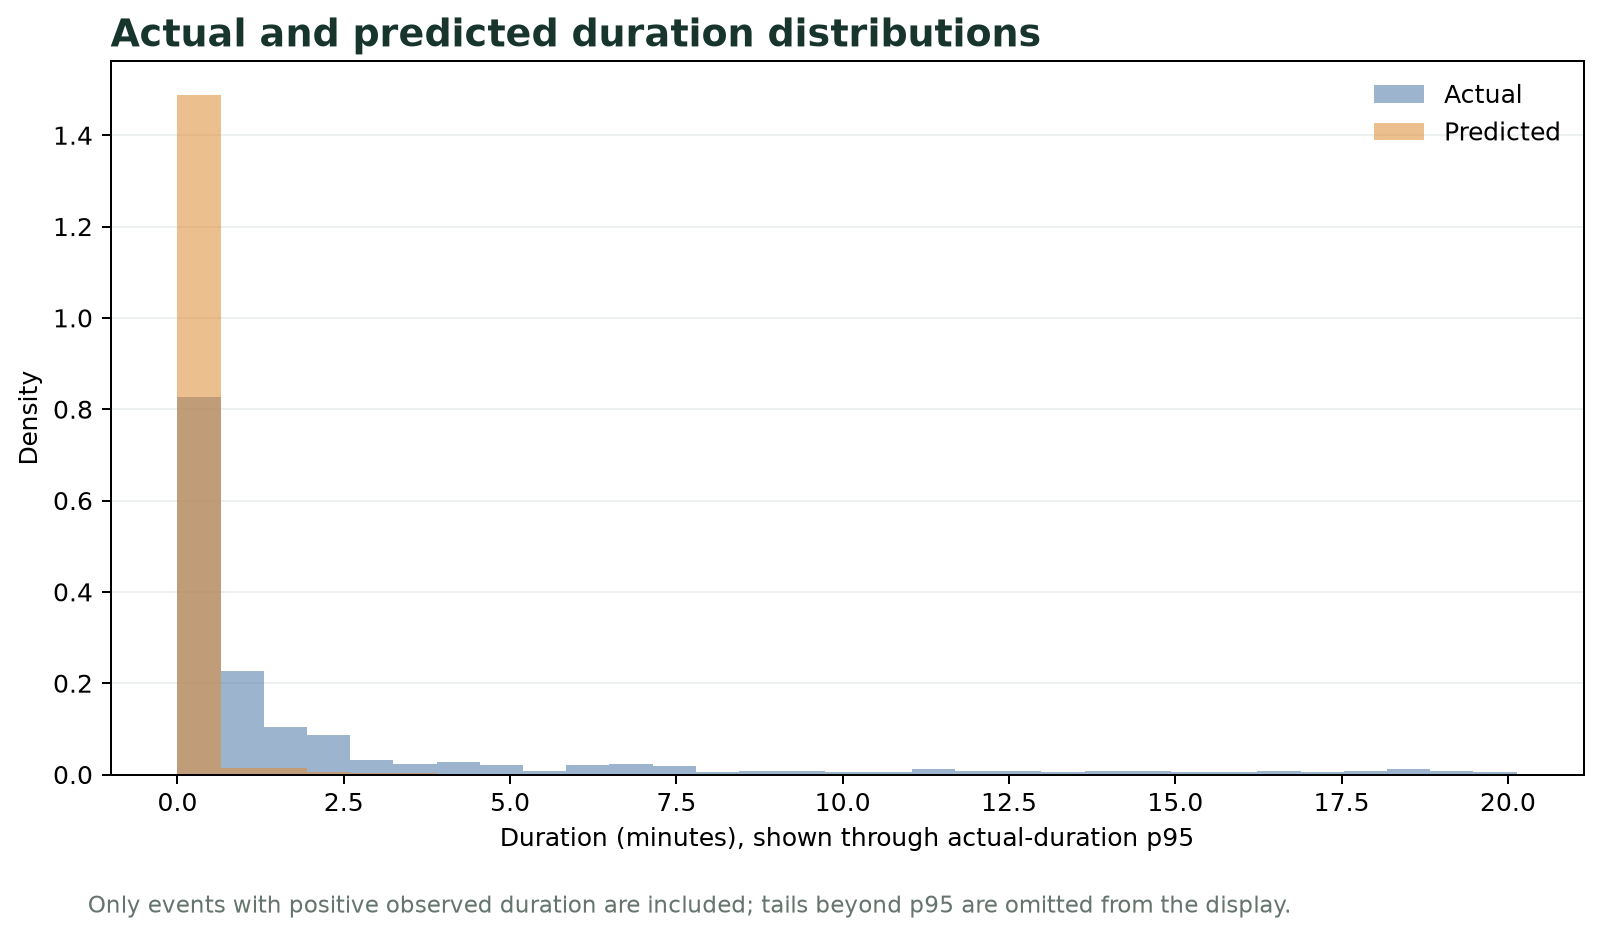 Actual and predicted duration distributions
Actual
Predicted
1.4
1.2
1.0
0.8
0.6
0.4
0.2
0.0
Density
0.0 2.5 5.0 7.5 10.0 12.5 15.0 17.5 20.0
Duration (minutes), shown through actual-duration p95
Only events with positive observed duration are included; tails beyond p95 are omitted from the display.